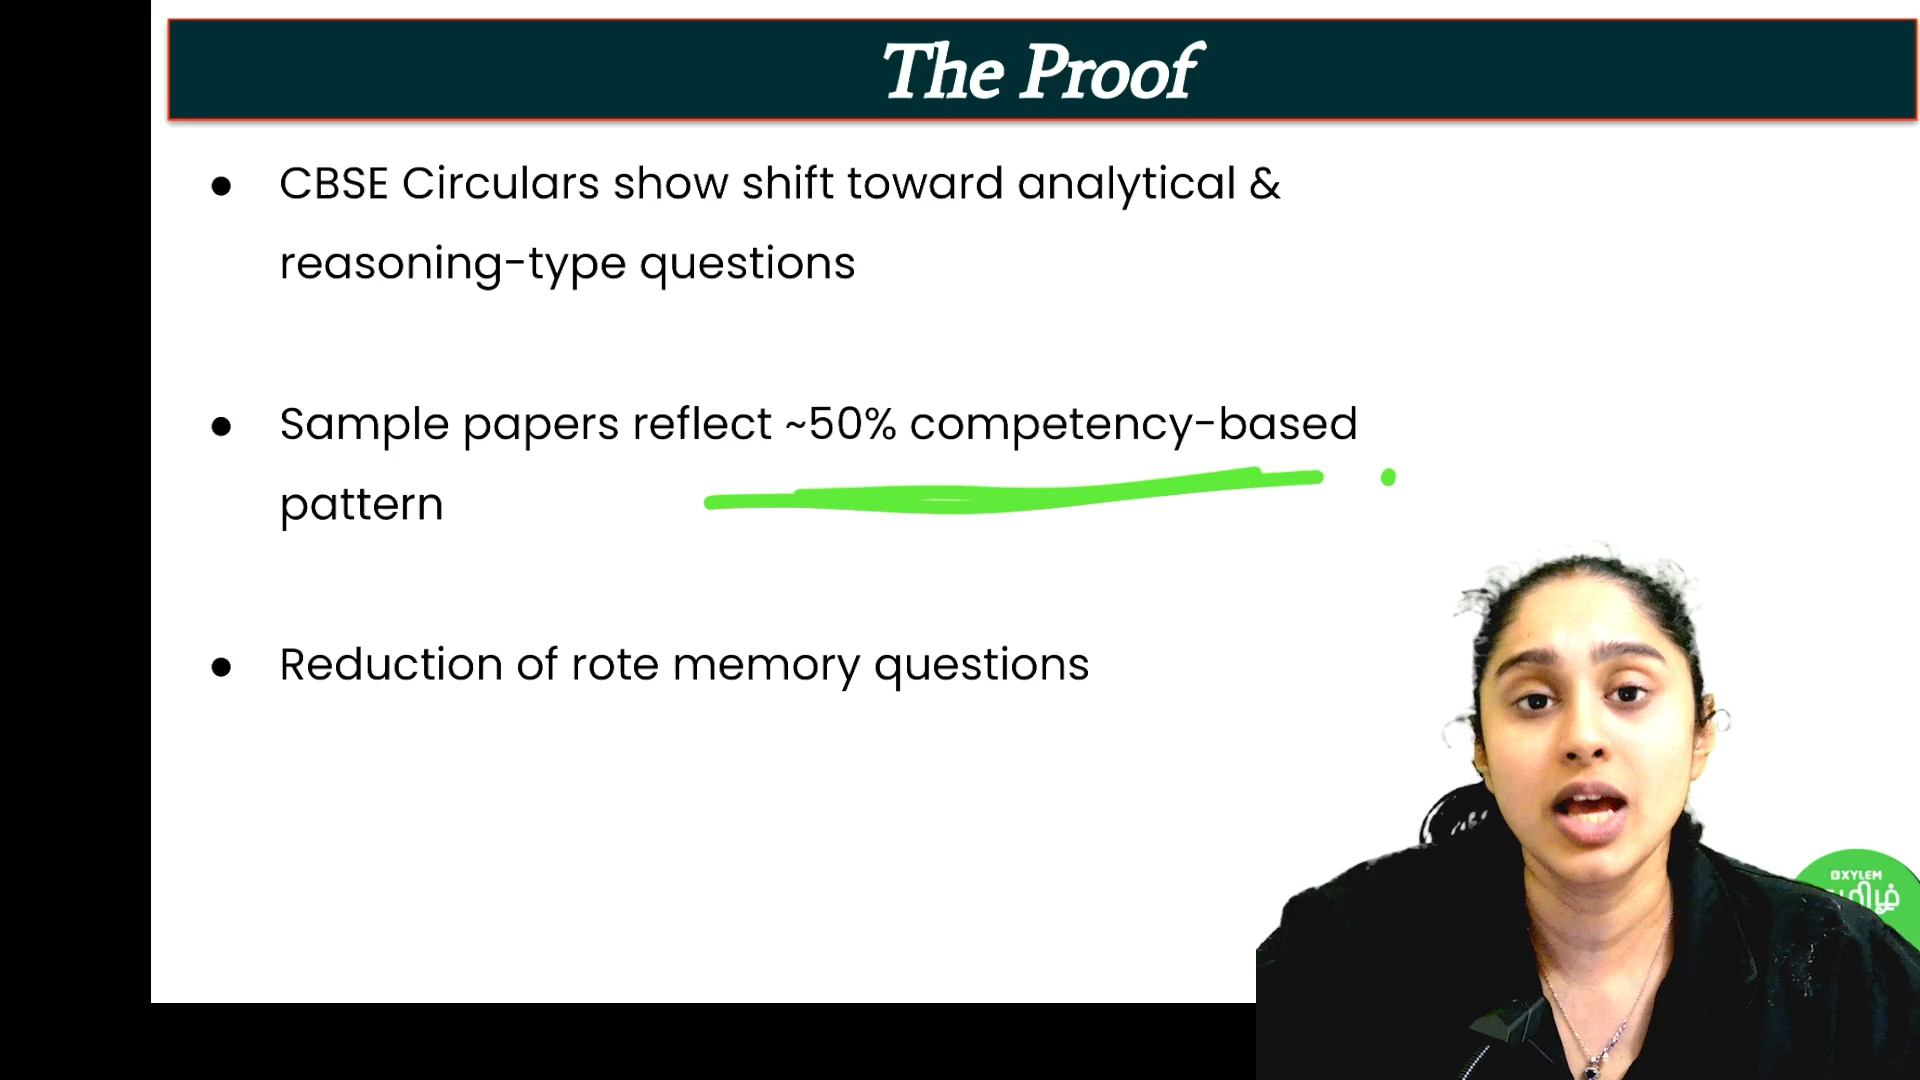 The Proof
● CBSE Circulars show shift toward analytical &
reasoning-type questions
● Sample papers reflect ~50% competency-based
pattern
● Reduction of rote memory questions
XYLEM